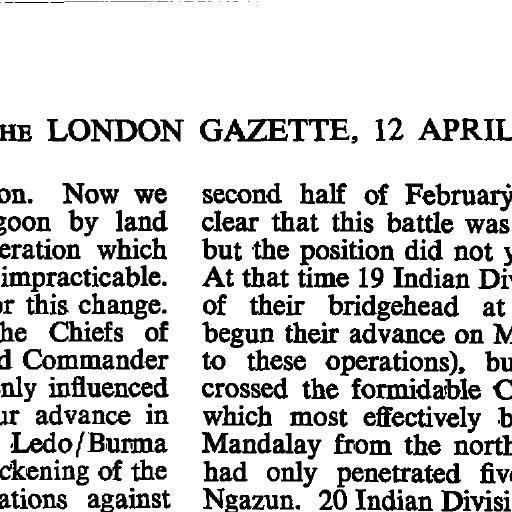 HE LONDON GAZETTE, 12 APRIL
on. Now we
goon by land
eration which
impracticable.
r this change.
he Chiefs of
d Commander
nly influenced
ur advance in
Ledo/Burma
ckening of the
ations against
second half of February
clear that this battle was
but the position did not y
At that time 19 Indian Div
of their bridgehead at
begun their advance on M
to these operations), bu
crossed the formidable C
which most effectively b
Mandalay from the north
had only penetrated five
Ngazun. 20 Indian Divisi